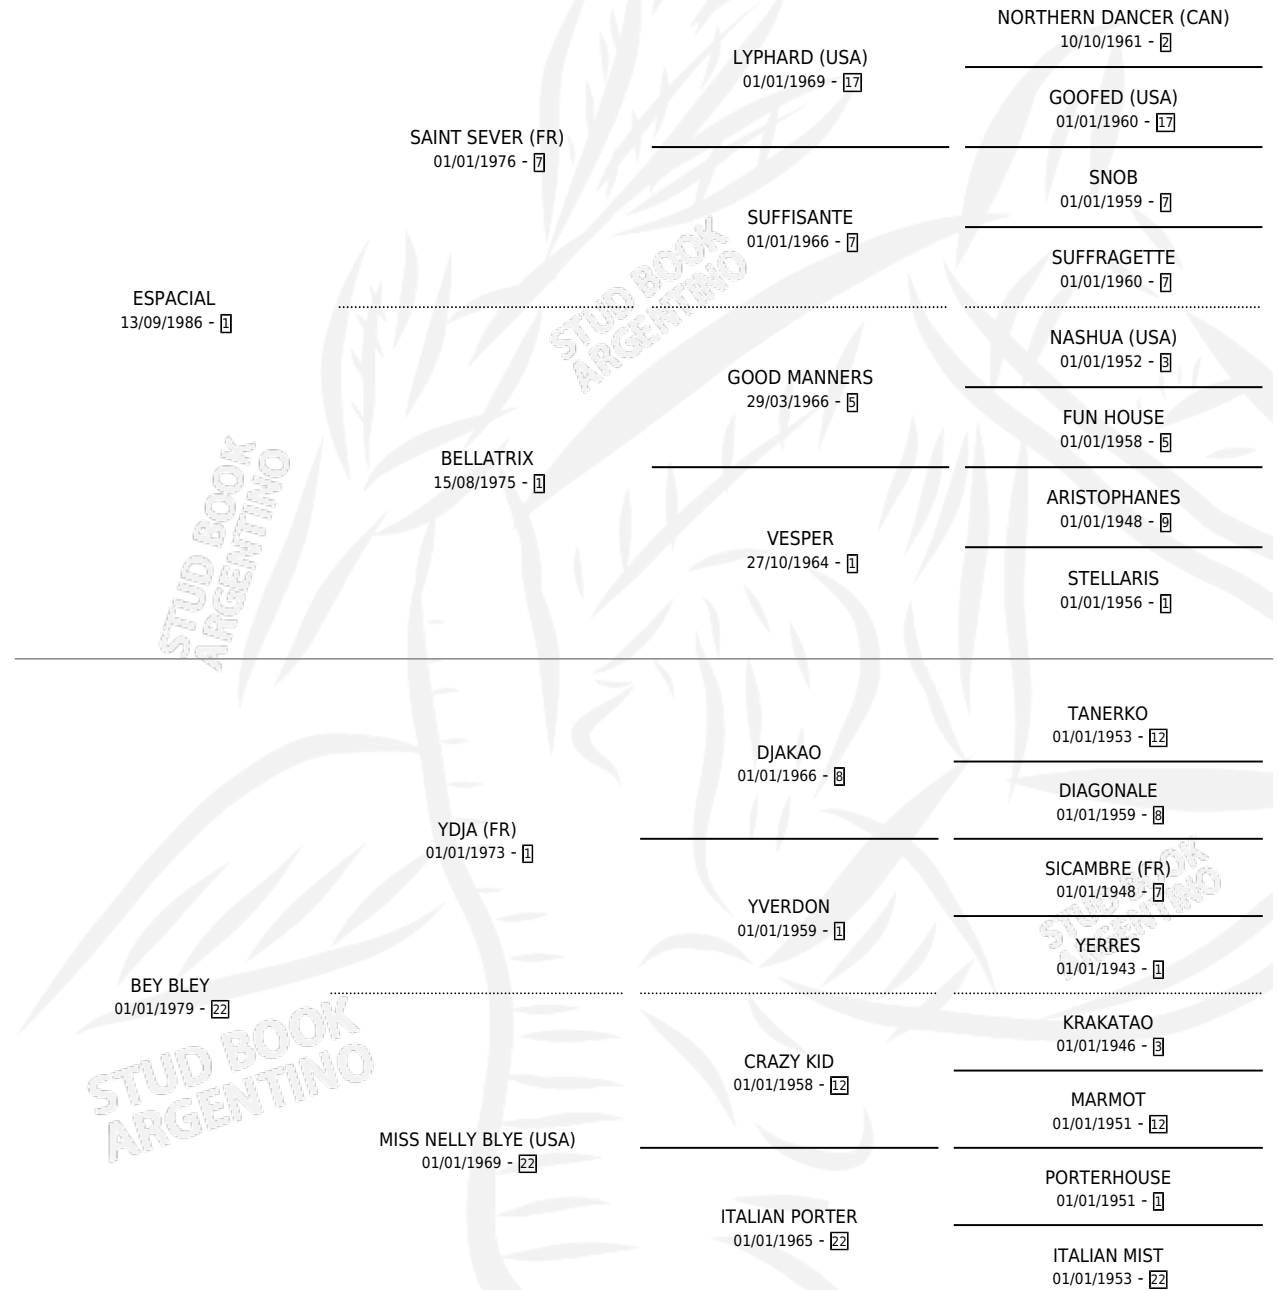 NORTHERN DANCER (CAN)
10/10/1961 - 2
LYPHARD (USA)
01/01/1969 - 17
GOOFED (USA)
01/01/1960 - 17
SAINT SEVER (FR)
01/01/1976 - 7
SNOB
01/01/1959 - 7
SUFFISANTE
01/01/1966 - 7
SUFFRAGETTE
01/01/1960 - 7
ESPACIAL
13/09/1986 - 1
NASHUA (USA)
01/01/1952 - 3
GOOD MANNERS
29/03/1966 - 5
FUN HOUSE
01/01/1958 - 5
BELLATRIX
15/08/1975 - 1
ARISTOPHANES
01/01/1948 - 9
VESPER
27/10/1964 - 1
STELLARIS
01/01/1956 - 1
TANERKO
01/01/1953 - 12
DJAKAO
01/01/1966 - 8
DIAGONALE
01/01/1959 - 8
YDJA (FR)
01/01/1973 - 1
SICAMBRE (FR)
01/01/1948 - 7
YVERDON
01/01/1959 - 1
YERRES
01/01/1943 - 1
BEY BLEY
01/01/1979 - 22
KRAKATAO
01/01/1946 - 3
CRAZY KID
01/01/1958 - 12
MARMOT
01/01/1951 - 12
MISS NELLY BLYE (USA)
01/01/1969 - 22
PORTERHOUSE
01/01/1951 - 1
ITALIAN PORTER
01/01/1965 - 22
ITALIAN MIST
01/01/1953 - 22
STUD BOOK
ARGENTINO
STUD BOOK
ARGENTINO
STUD BOOK
ARGENTINO
STUD BOOK
ARGENTINO